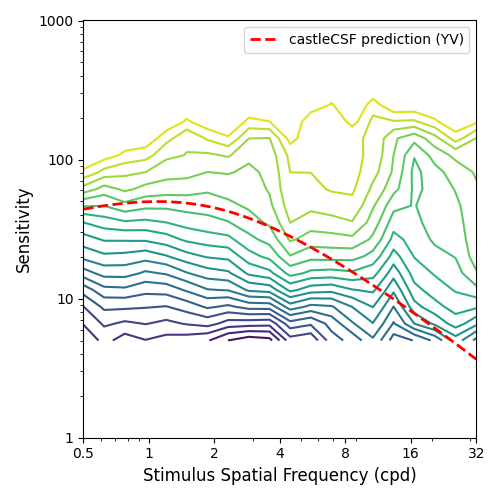 1000
castleCSF prediction (YV)
100
Sensitivity
10
1
0.5 1 2 4 8 16 32
Stimulus Spatial Frequency (cpd)